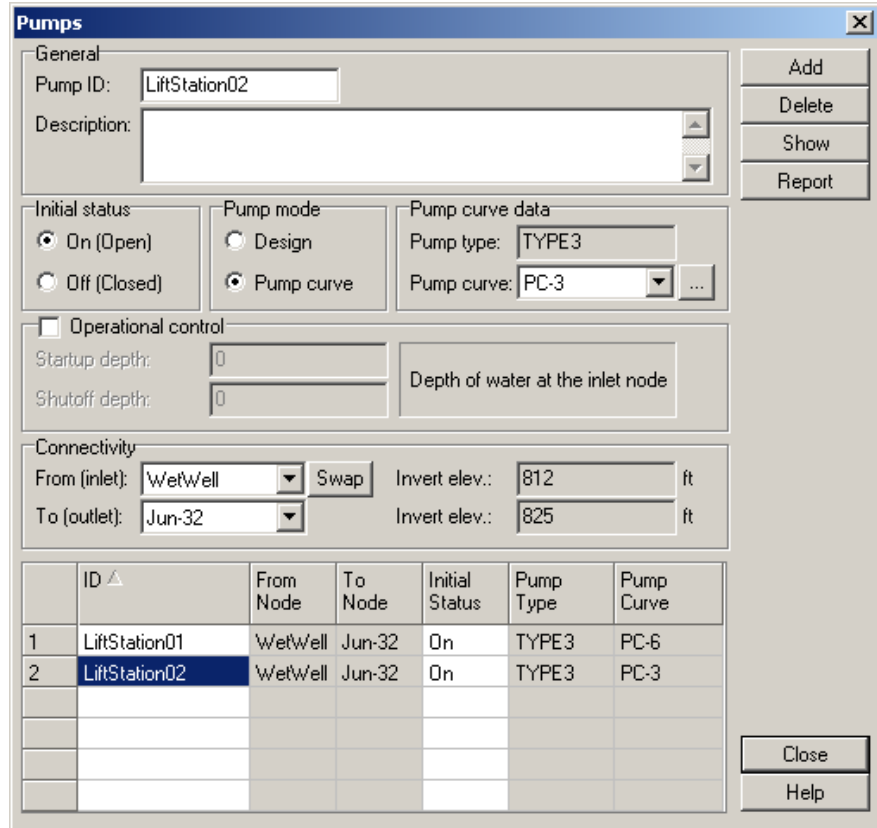 Pumps
General
Pump ID: LiftStation02
Description:
Add
Delete
Show
Report
Initial status
On (Open)
Off (Closed)
Pump mode
Design
Pump curve
Pump curve data
Pump type: TYPE3
Pump curve: PC-3 ...
Operational control
Startup depth: 0
Shutoff depth: 0
Depth of water at the inlet node
Connectivity
From (inlet): WetWell Swap Invert elev.: 812 ft
To (outlet): Jun-32 Invert elev.: 825 ft
ID From Node To Node Initial Status Pump Type Pump Curve
1 LiftStation01 WetWell Jun-32 On TYPE3 PC-6
2 LiftStation02 WetWell Jun-32 On TYPE3 PC-3
Close
Help